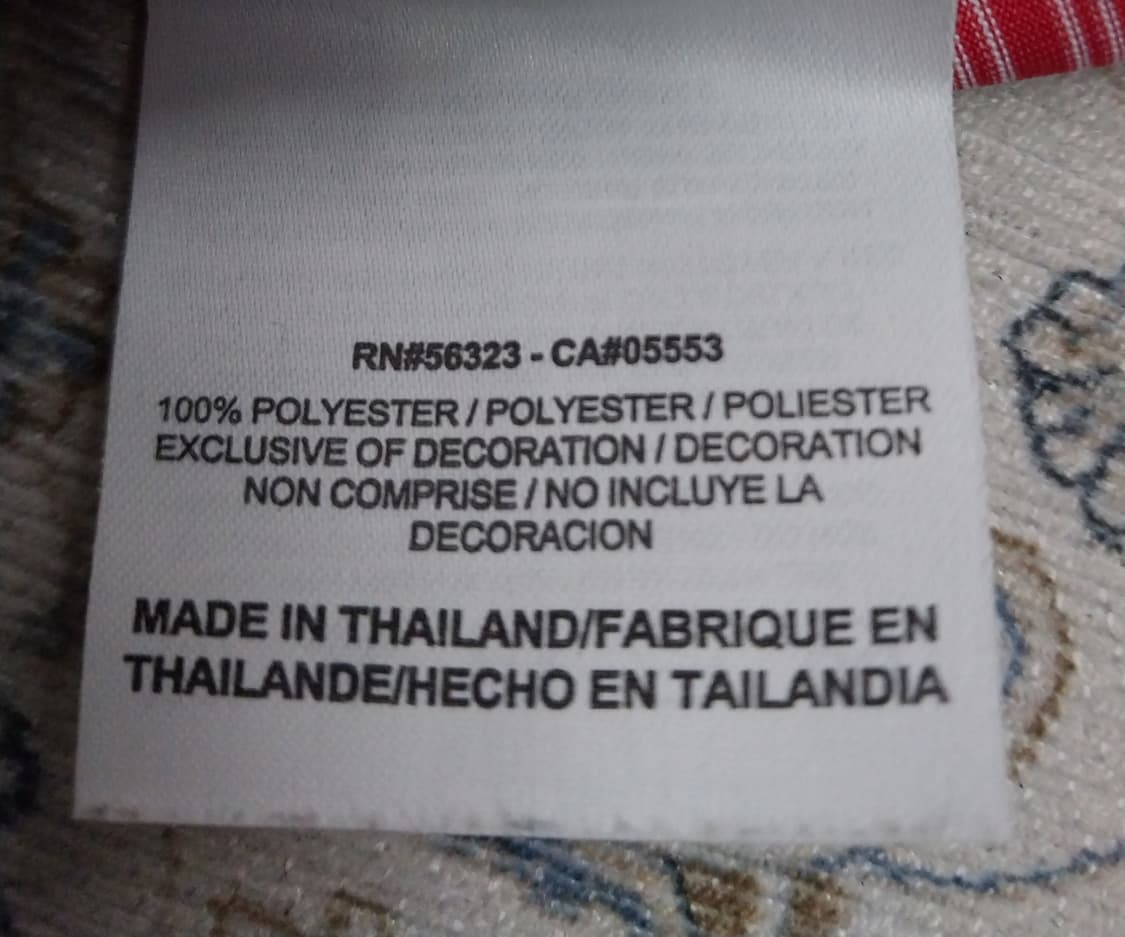 RN#56323 - CA#05553
100% POLYESTER / POLYESTER / POLIESTER
EXCLUSIVE OF DECORATION / DECORATION
NON COMPRISE / NO INCLUYE LA
DECORACION
MADE IN THAILAND/FABRIQUE EN
THAILANDE/HECHO EN TAILANDIA